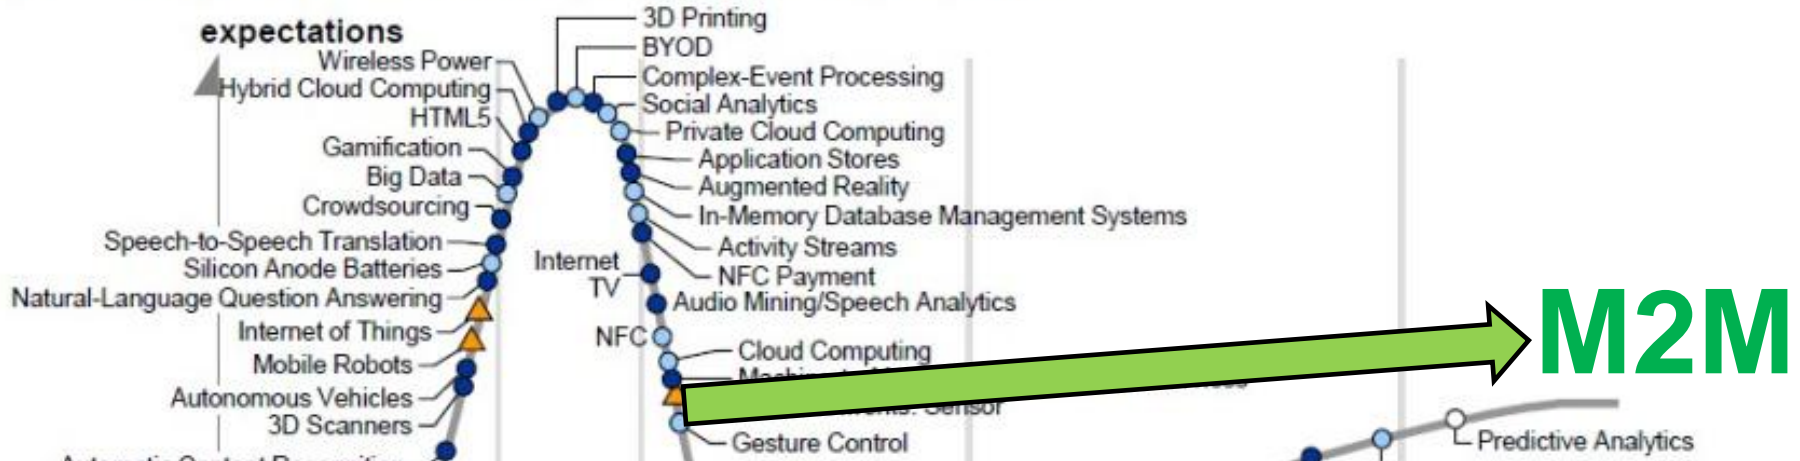 expectations
3D Printing
BYOD
Wireless Power
Complex-Event Processing
Hybrid Cloud Computing
Social Analytics
HTML5
Private Cloud Computing
Gamification
Application Stores
Big Data
Augmented Reality
Crowdsourcing
In-Memory Database Management Systems
Speech-to-Speech Translation
Activity Streams
Silicon Anode Batteries
Internet
TV
NFC Payment
Natural-Language Question Answering
Audio Mining/Speech Analytics
Internet of Things
NFC
Mobile Robots
Cloud Computing
M2M
Autonomous Vehicles
Sensor
3D Scanners
Gesture Control
Predictive Analytics